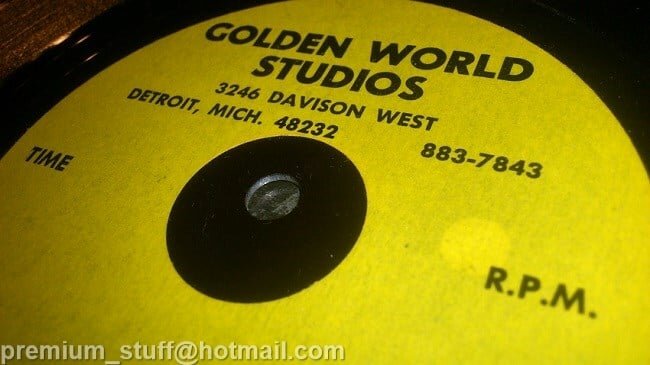 GOLDEN WORLD
STUDIOS
3246 DAVISON WEST
DETROIT, MICH. 48232
883-7843
TIME
R.P.M.
premium_stuff@hotmail.com